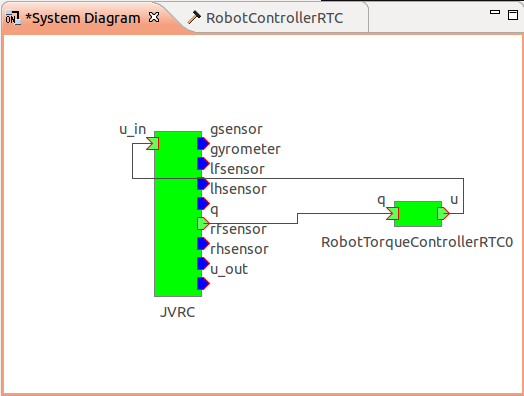 *System Diagram
RobotControllerRTC
u_in
gsensor
gyrometer
lfsensor
lhsensor
q
rfsensor
rhsensor
u_out
JVRC
q
u
RobotTorqueControllerRTC0